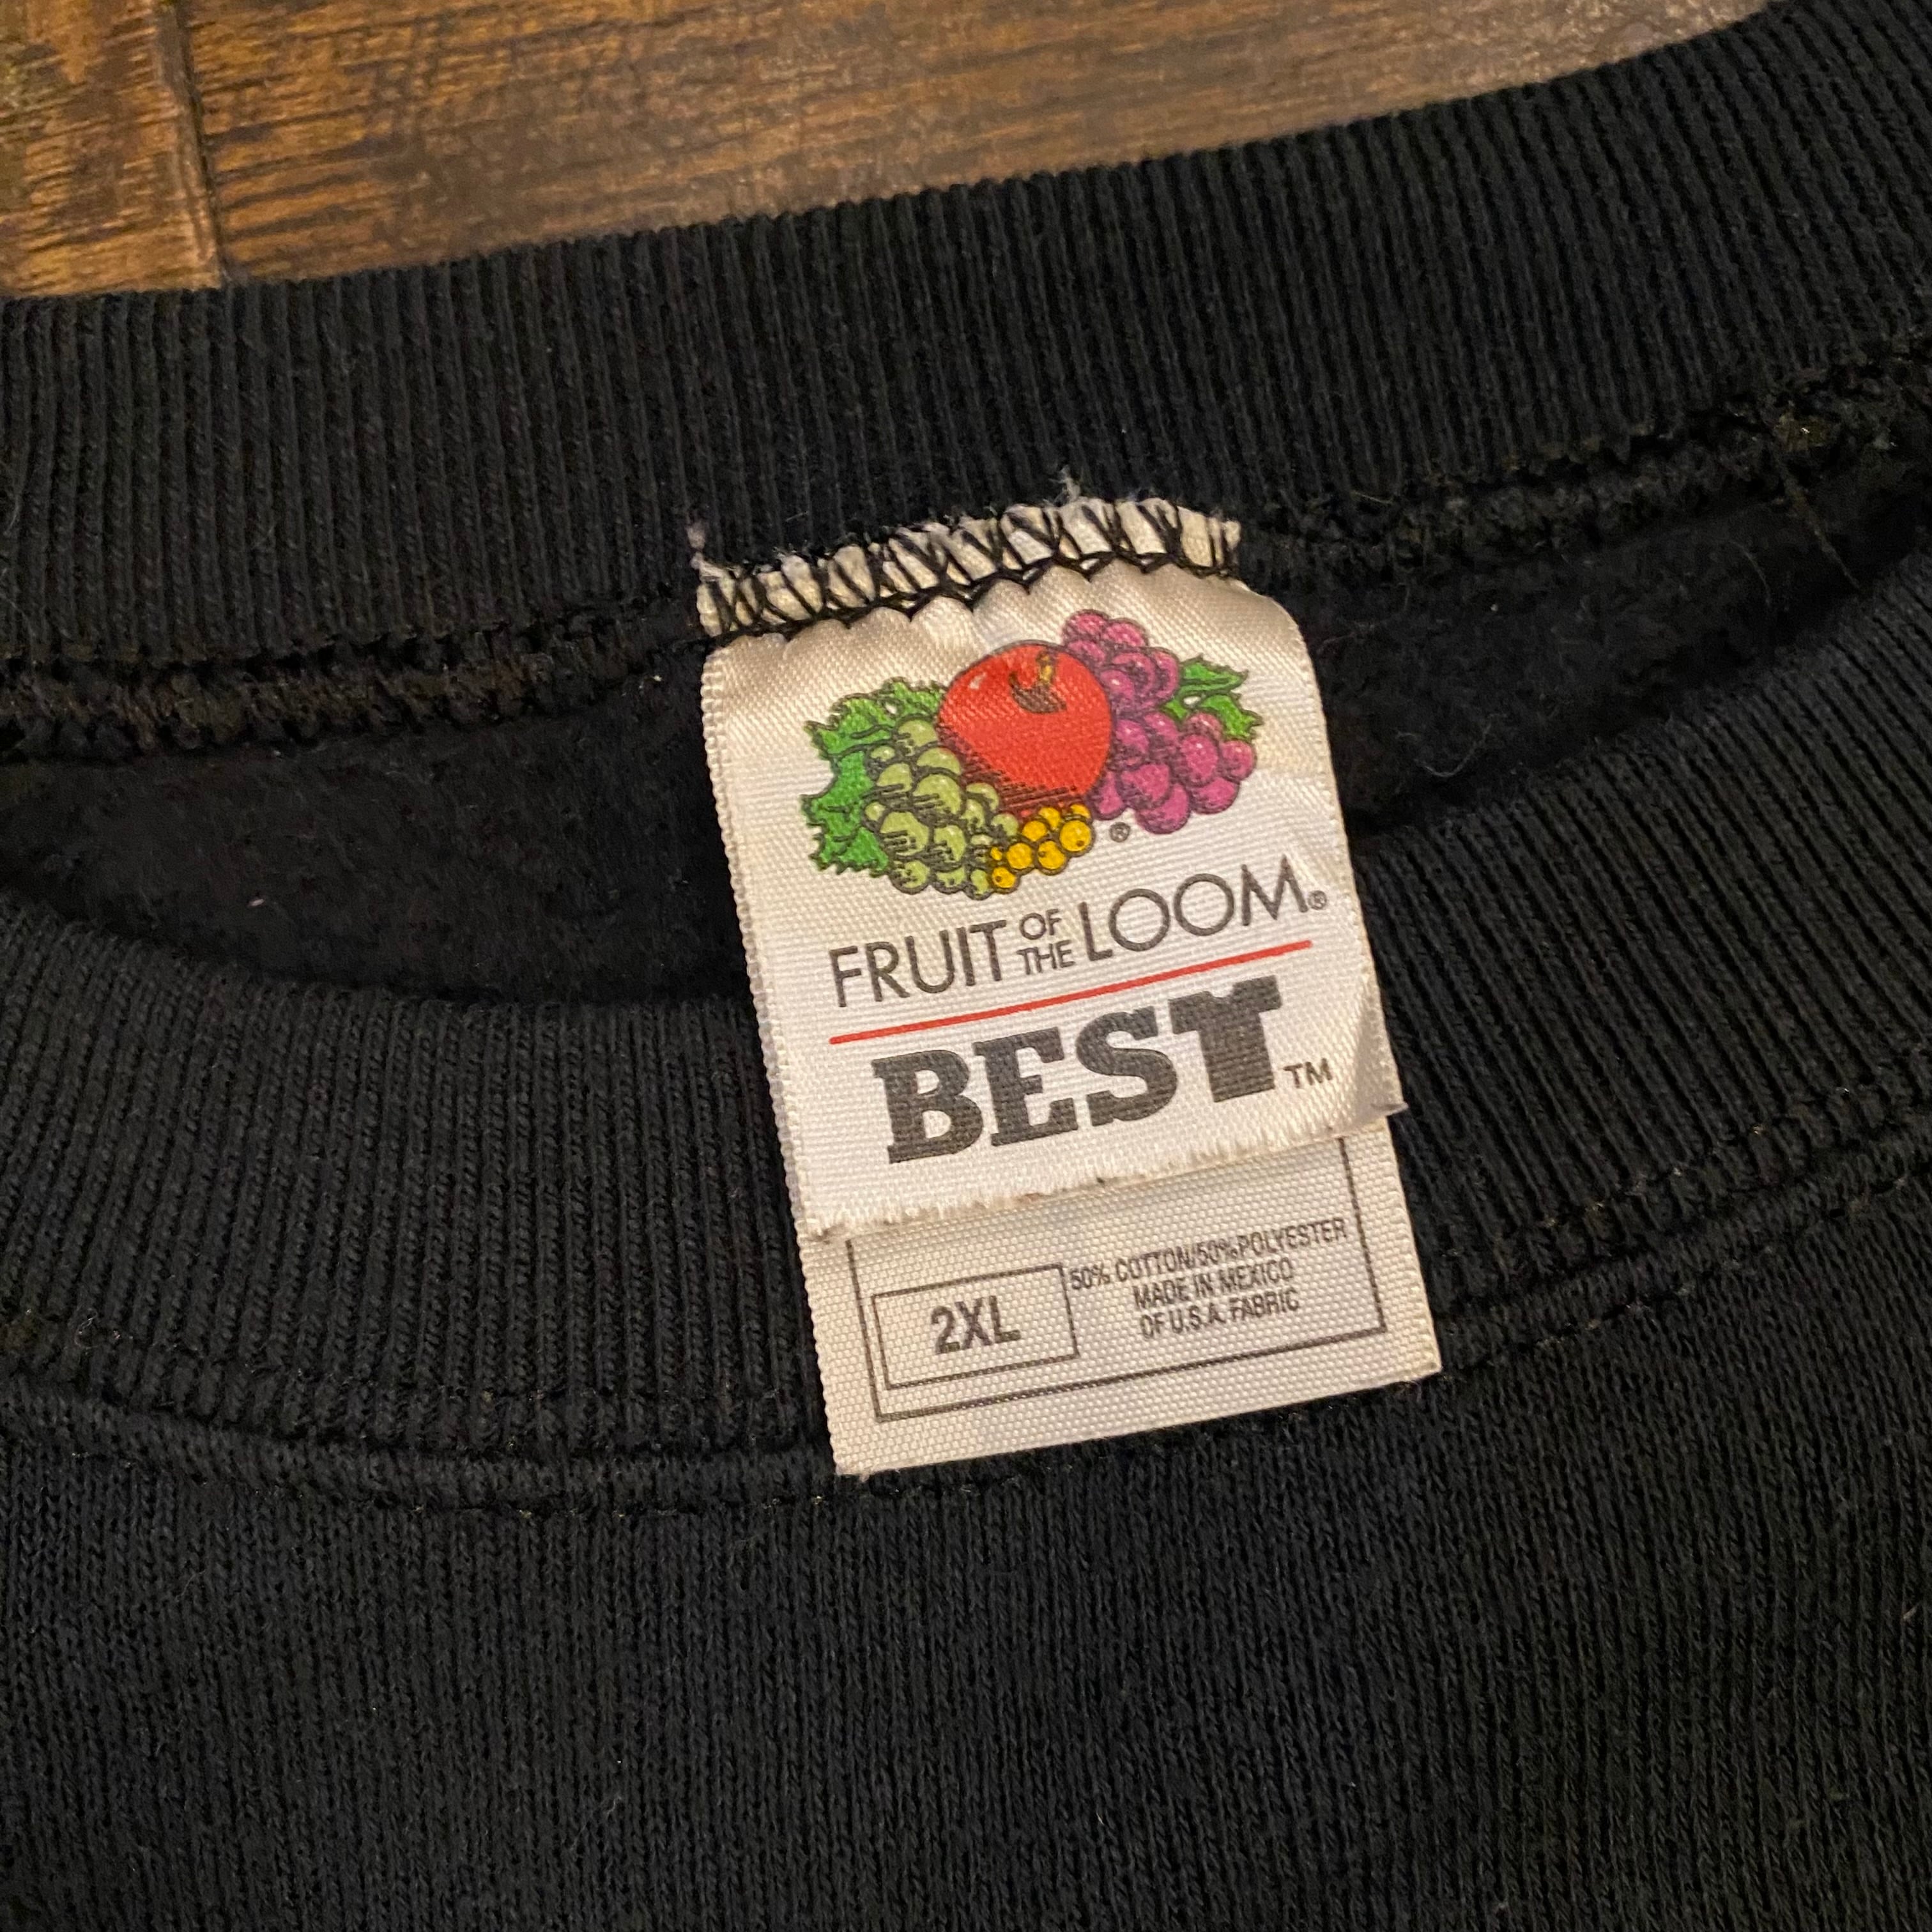 ®
FRUIT OF THE LOOM®
BEST™
2XL
50% COTTON/50%POLYESTER
MADE IN MEXICO
OF U.S.A. FABRIC